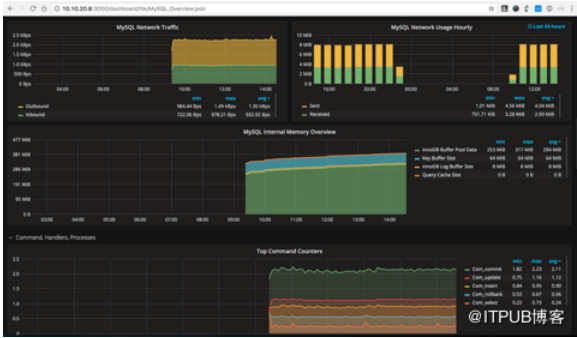 10.10.20.8:3000/dashboard/file/MySQL_Overview.json
MySQL Network Traffic
2.5 kBps
2.0 kBps
1.5 kBps
1.0 kBps
500 Bps
0 Bps
04:00 06:00 08:00 10:00 12:00 14:00
min max avg
Outbound 984.44 Bps 1.49 kBps 1.30 kBps
Inbound 722.06 Bps 978.21 Bps 932.92 Bps
MySQL Network Usage Hourly
Last 24 hours
15 MiB
10 MiB
8 MiB
5 MiB
3 MiB
0 B
16:00 20:00 00:00 04:00 08:00 12:00
min max avg
Sent 1.01 MiB 4.56 MiB 4.04 MiB
Received 751.71 KiB 3.28 MiB 2.93 MiB
MySQL Internal Memory Overview
477 MiB
381 MiB
286 MiB
191 MiB
95 MiB
0 B
03:00 04:00 05:00 06:00 07:00 08:00 09:00 10:00 11:00 12:00 13:00 14:00
min max avg
InnoDB Buffer Pool Data 253 MiB 317 MiB 294 MiB
Key Buffer Size 64 MiB 64 MiB 64 MiB
InnoDB Log Buffer Size 8 MiB 8 MiB 8 MiB
Query Cache Size 0 B 0 B 0 B
Command, Handlers, Processes
Top Command Counters
2.5
2.0
1.5
1.0
0.5
0
min max avg
Com_commit 1.82 2.23 2.11
Com_update 0.75 1.16 1.12
Com_insert 0.84 0.95 0.90
Com_rollback 0.53 0.67 0.56
Com_select 0.22 0.73 0.24
@ITPUB博客